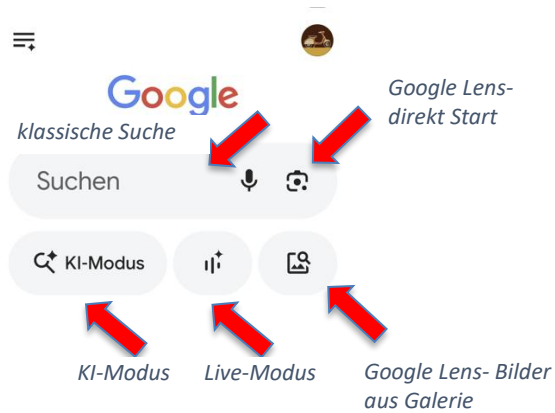 Google
Google Lens-
direkt Start
klassische Suche
Suchen
KI-Modus
KI-Modus
Live-Modus
Google Lens- Bilder
aus Galerie